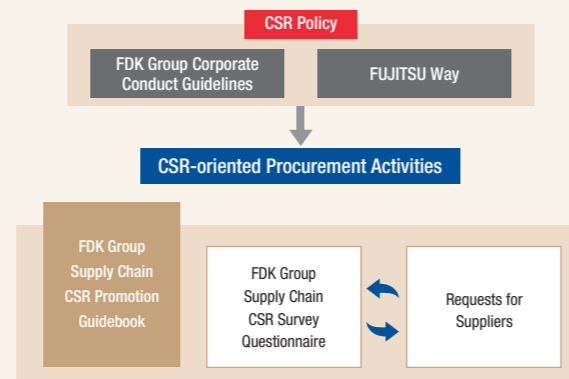 CSR Policy
FDK Group Corporate
Conduct Guidelines
FUJITSU Way
CSR-oriented Procurement Activities
FDK Group
Supply Chain
CSR Promotion
Guidebook
FDK Group
Supply Chain
CSR Survey
Questionnaire
Requests for
Suppliers